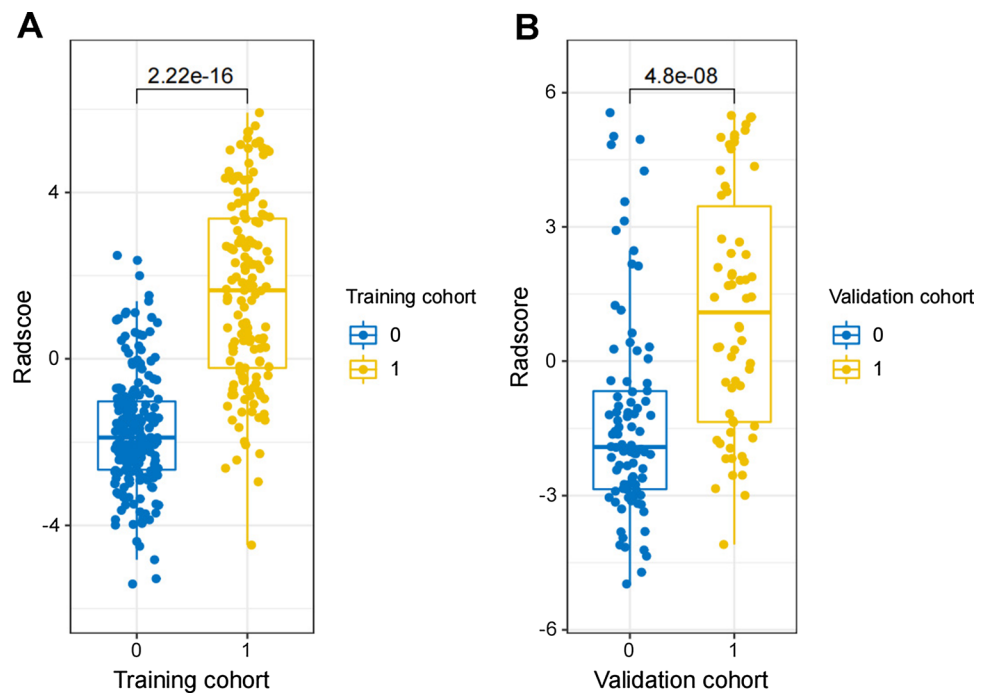 A
2.22e-16
4
0
-4
Radscoe
0
1
Training cohort
Training cohort
0
1
B
4.8e-08
6
3
0
-3
-6
Radscore
0
1
Validation cohort
Validation cohort
0
1